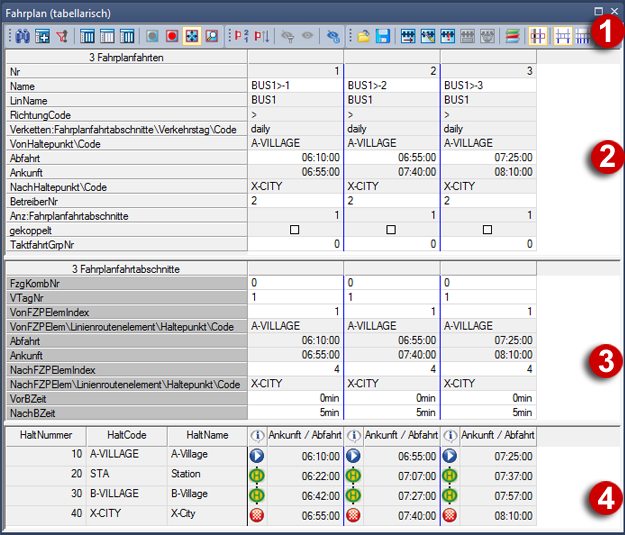 Fahrplan (tabellarisch)
1
3 Fahrplanfahrten
Nr 1 2 3
Name BUS1>-1 BUS1>-2 BUS1>-3
LinName BUS1 BUS1 BUS1
RichtungCode > > >
Verketten:Fahrplanfahrtabschnitte\Verkehrstag\Code daily daily daily
VonHaltepunkt\Code A-VILLAGE A-VILLAGE A-VILLAGE
2
Abfahrt 06:10:00 06:55:00 07:25:00
Ankunft 06:55:00 07:40:00 08:10:00
NachHaltepunkt\Code X-CITY X-CITY X-CITY
BetreiberNr 2 2 2
Anz:Fahrplanfahrtabschnitte 1 1 1
gekoppelt
TaktfahrtGrpNr 0 0 0
3 Fahrplanfahrtabschnitte
FzgKombNr 0 0 0
VTagNr 1 1 1
VonFZPElemIndex 1 1 1
VonFZPElem\Linienroutenelement\Haltepunkt\Code A-VILLAGE A-VILLAGE A-VILLAGE
Abfahrt 06:10:00 06:55:00 07:25:00
Ankunft 06:55:00 07:40:00 08:10:00
3
NachFZPElemIndex 4 4 4
NachFZPElem\Linienroutenelement\Haltepunkt\Code X-CITY X-CITY X-CITY
VorBZeit 0min 0min 0min
NachBZeit 5min 5min 5min
HaltNummer HaltCode HaltName Ankunft / Abfahrt Ankunft / Abfahrt Ankunft / Abfahrt
10 A-VILLAGE A-Village 06:10:00 06:55:00 07:25:00
20 STA Station H 06:22:00 H 07:07:00 H 07:37:00
30 B-VILLAGE B-Village H 06:42:00 H 07:27:00 H 07:57:00
4
40 X-CITY X-City 06:55:00 07:40:00 08:10:00